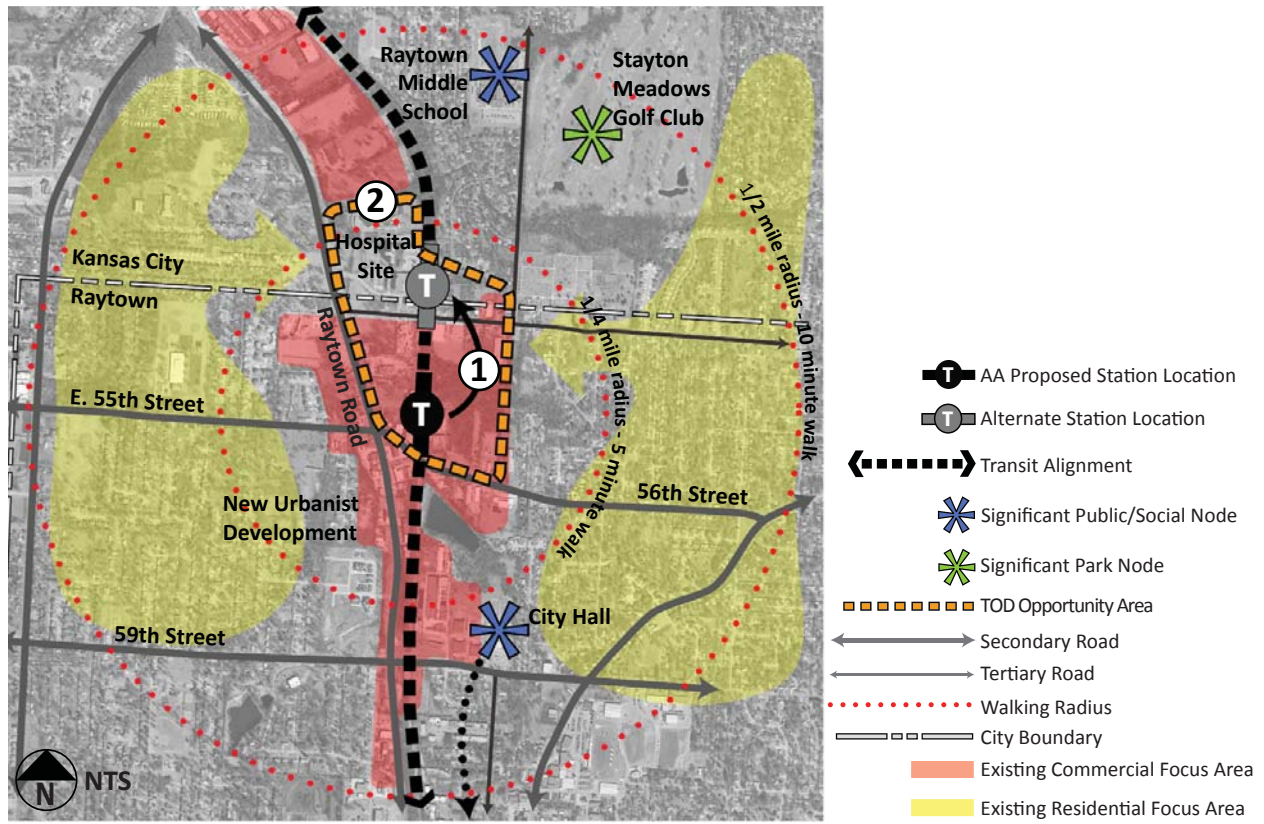 Raytown
Middle
School
Stayton
Meadows
Golf Club
2
Hospital
Site
Kansas City
Raytown
T
1
T
Raytown Road
E. 55th Street
1/4 mile radius - 5 minute walk
1/2 mile radius - 10 minute walk
56th Street
New Urbanist
Development
City Hall
59th Street
N
NTS
T AA Proposed Station Location
T Alternate Station Location
Transit Alignment
Significant Public/Social Node
Significant Park Node
TOD Opportunity Area
Secondary Road
Tertiary Road
Walking Radius
City Boundary
Existing Commercial Focus Area
Existing Residential Focus Area